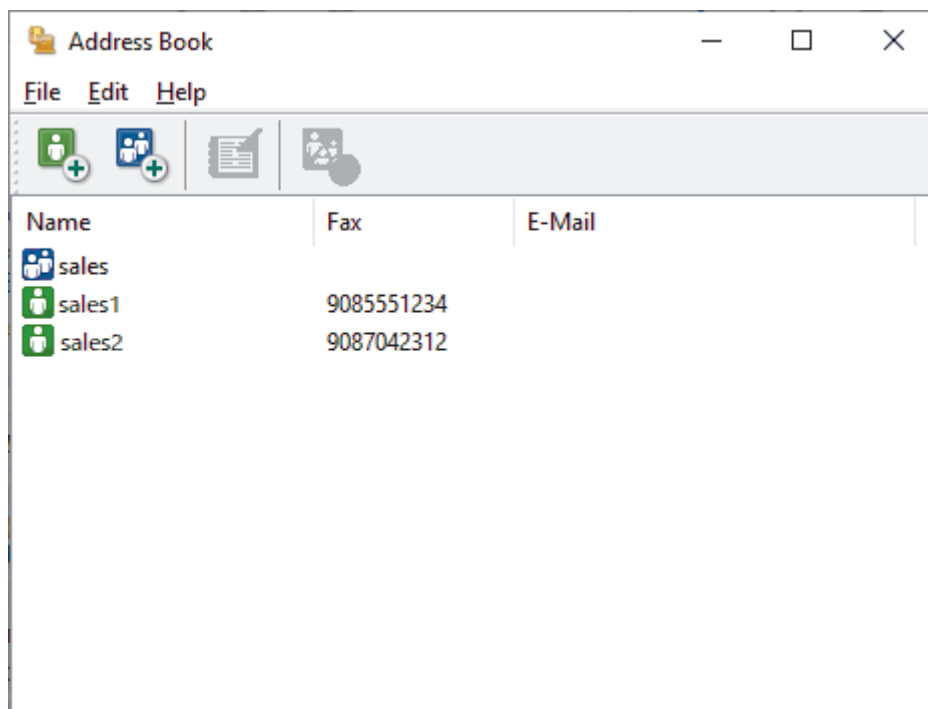 Address Book
File Edit Help
Name Fax E-Mail
sales
sales1 9085551234
sales2 9087042312